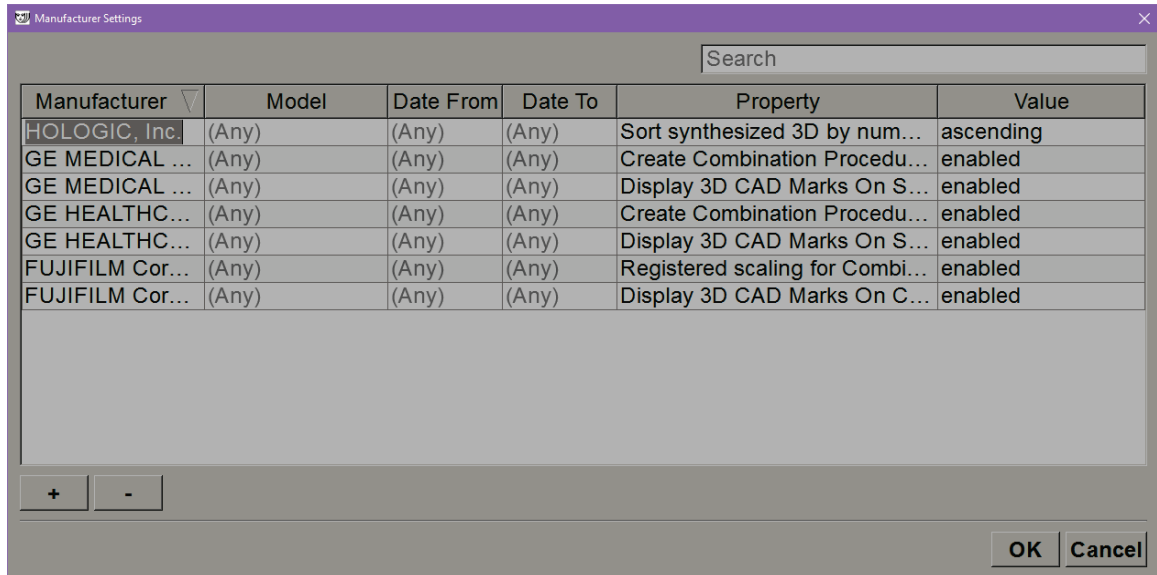 Manufacturer Settings
Search
Manufacturer Model Date From Date To Property Value
HOLOGIC, Inc. (Any) (Any) (Any) Sort synthesized 3D by num... ascending
GE MEDICAL ... (Any) (Any) (Any) Create Combination Procedu... enabled
GE MEDICAL ... (Any) (Any) (Any) Display 3D CAD Marks On S... enabled
GE HEALTHC... (Any) (Any) (Any) Create Combination Procedu... enabled
GE HEALTHC... (Any) (Any) (Any) Display 3D CAD Marks On S... enabled
FUJIFILM Cor... (Any) (Any) (Any) Registered scaling for Combi... enabled
FUJIFILM Cor... (Any) (Any) (Any) Display 3D CAD Marks On C... enabled
+ -
OK Cancel